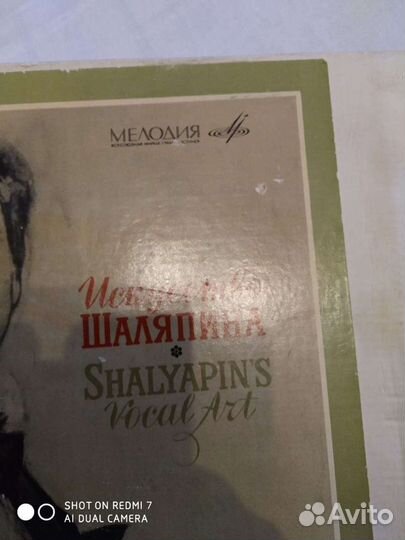 МЕЛОДИЯ
Искусство
ШАЛЯПИНА
SHALYAPIN'S
Vocal Art
SHOT ON REDMI 7
AI DUAL CAMERA
Avito